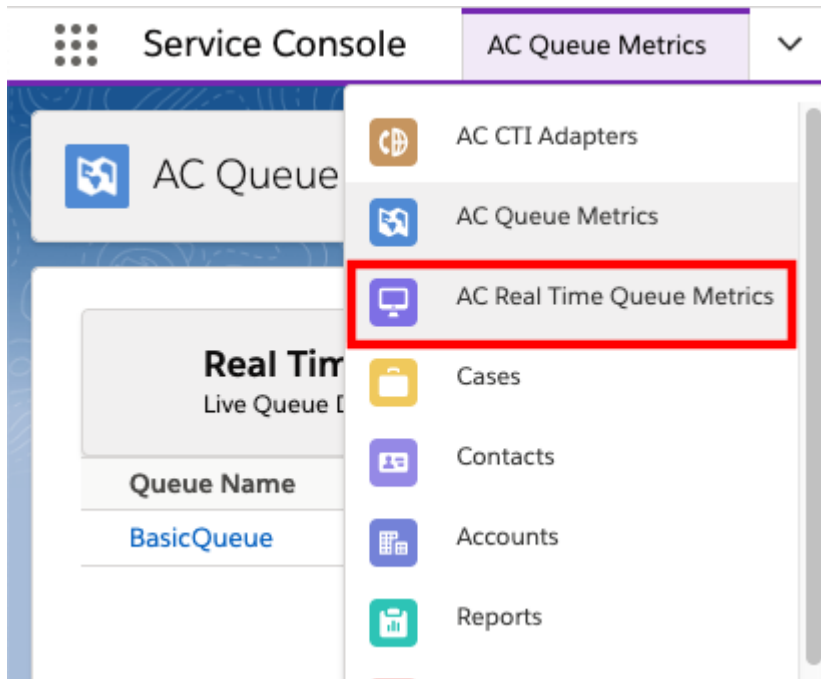 Service Console
AC Queue Metrics
AC Queue
Real Tim
Live Queue
Queue Name
BasicQueue
AC CTI Adapters
AC Queue Metrics
AC Real Time Queue Metrics
Cases
Contacts
Accounts
Reports